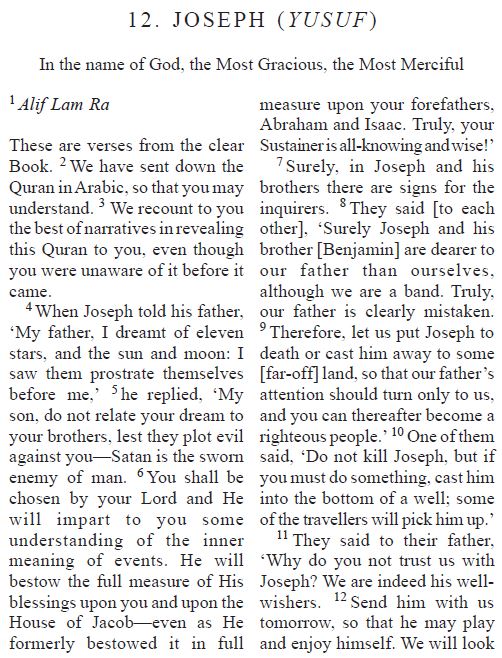 12. JOSEPH (YUSUF)
In the name of God, the Most Gracious, the Most Merciful
1 Alif Lam Ra
These are verses from the clear
Book. 2 We have sent down the
Quran in Arabic, so that you may
understand. 3 We recount to you
the best of narratives in revealing
this Quran to you, even though
you were unaware of it before it
came.
4 When Joseph told his father,
‘My father, I dreamt of eleven
stars, and the sun and moon: I
saw them prostrate themselves
before me,’ 5 he replied, ‘My
son, do not relate your dream to
your brothers, lest they plot evil
against you—Satan is the sworn
enemy of man. 6 You shall be
chosen by your Lord and He
will impart to you some
understanding of the inner
meaning of events. He will
bestow the full measure of His
blessings upon you and upon the
House of Jacob—even as He
formerly bestowed it in full
measure upon your forefathers,
Abraham and Isaac. Truly, your
Sustainer is all-knowing and wise!’
7 Surely, in Joseph and his
brothers there are signs for the
inquirers. 8 They said [to each
other], ‘Surely Joseph and his
brother [Benjamin] are dearer to
our father than ourselves,
although we are a band. Truly,
our father is clearly mistaken.
9 Therefore, let us put Joseph to
death or cast him away to some
[far-off] land, so that our father’s
attention should turn only to us,
and you can thereafter become a
righteous people.’ 10 One of them
said, ‘Do not kill Joseph, but if
you must do something, cast him
into the bottom of a well; some
of the travellers will pick him up.’
11 They said to their father,
‘Why do you not trust us with
Joseph? We are indeed his well-
wishers. 12 Send him with us
tomorrow, so that he may play
and enjoy himself. We will look